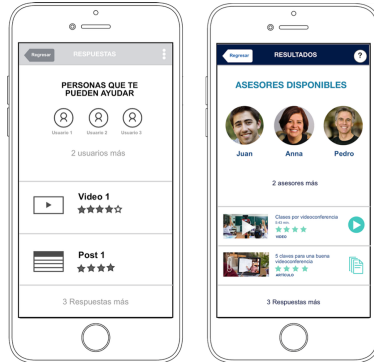 Regresar
RESPUESTAS
PERSONAS QUE TE
PUEDEN AYUDAR
Usuario 1
Usuario 2
Usuario 3
2 usuarios más
Video 1
Post 1
3 Respuestas más
Regresar
RESULTADOS
?
ASESORES DISPONIBLES
Juan
Anna
Pedro
2 asesores más
Clases por videoconferencia
VIDEO
5 claves para una buena
videoconferencia
ARTÍCULO
3 Respuestas más